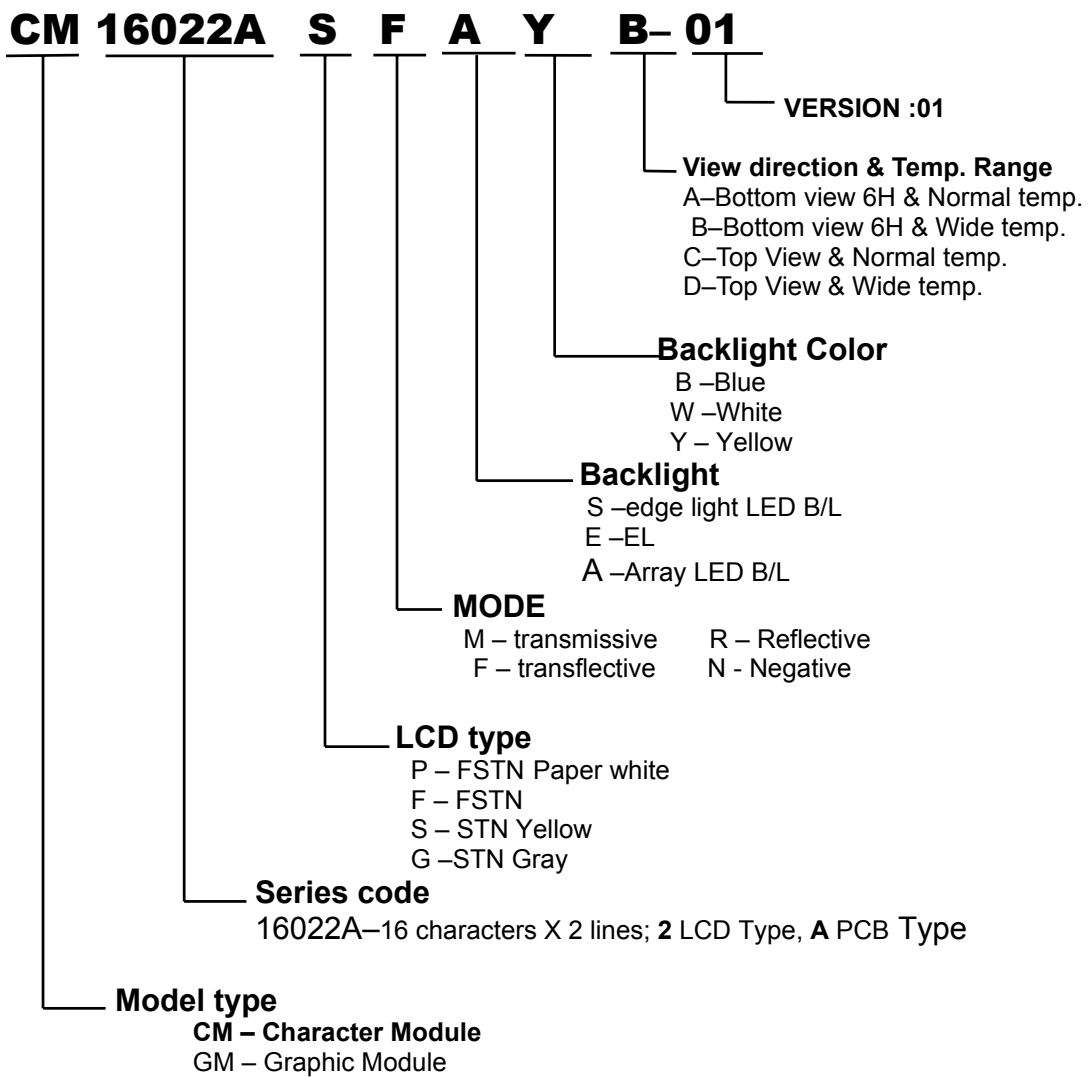 CM 16022A S F A Y B– 01
VERSION :01
View direction & Temp. Range
A–Bottom view 6H & Normal temp.
B–Bottom view 6H & Wide temp.
C–Top View & Normal temp.
D–Top View & Wide temp.
Backlight Color
B –Blue
W –White
Y – Yellow
Backlight
S –edge light LED B/L
E –EL
A –Array LED B/L
MODE
M – transmissive R – Reflective
F – transflective N - Negative
LCD type
P – FSTN Paper white
F – FSTN
S – STN Yellow
G –STN Gray
Series code
16022A–16 characters X 2 lines; 2 LCD Type, A PCB Type
Model type
CM – Character Module
GM – Graphic Module